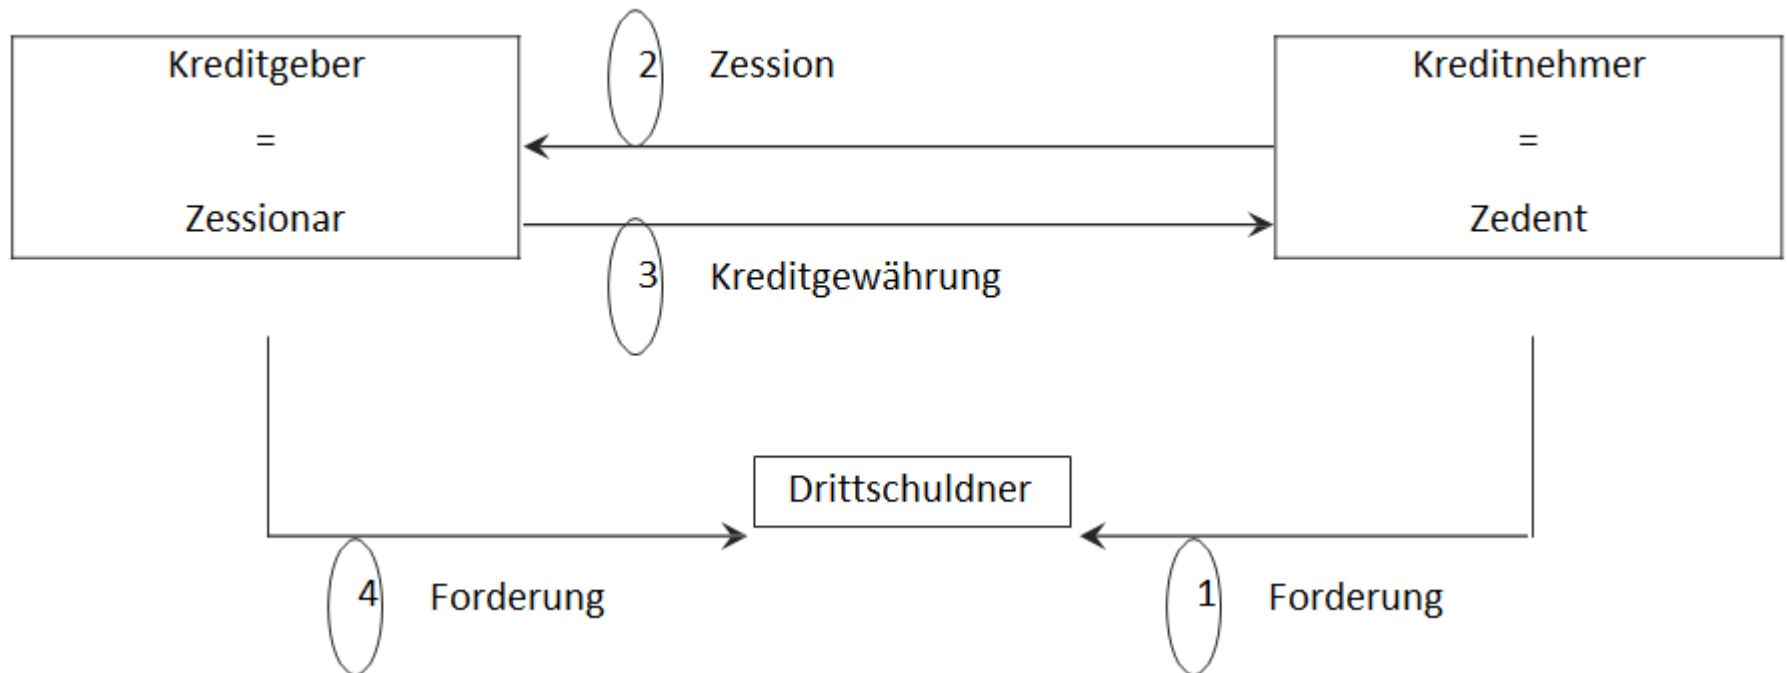 Kreditgeber
=
Zessionar
2 Zession
3 Kreditgewährung
Kreditnehmer
=
Zedent
Drittschuldner
4 Forderung
1 Forderung